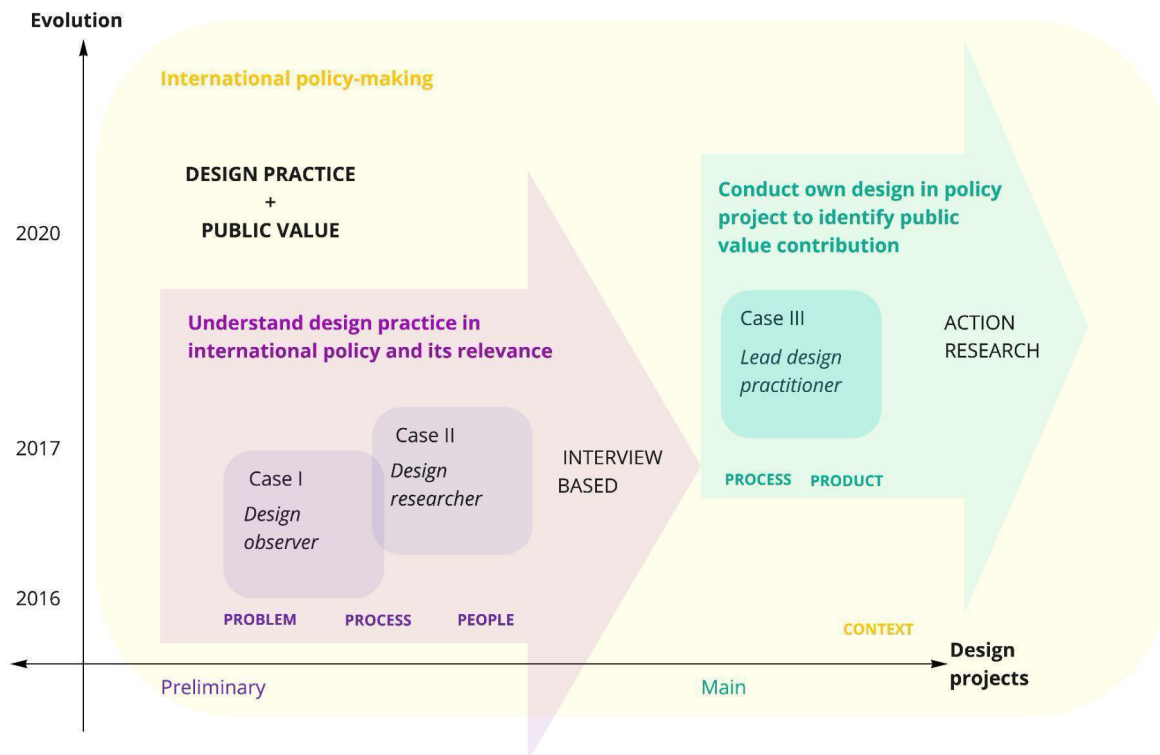 Evolution
International policy-making
DESIGN PRACTICE
+
PUBLIC VALUE
2020
2017
2016
Understand design practice in
international policy and its relevance
Case I
Design
observer
Case II
Design
researcher
INTERVIEW
BASED
PROBLEM
PROCESS
PEOPLE
Conduct own design in policy
project to identify public
value contribution
Case III
Lead design
practitioner
ACTION
RESEARCH
PROCESS
PRODUCT
CONTEXT
Design
projects
Preliminary
Main